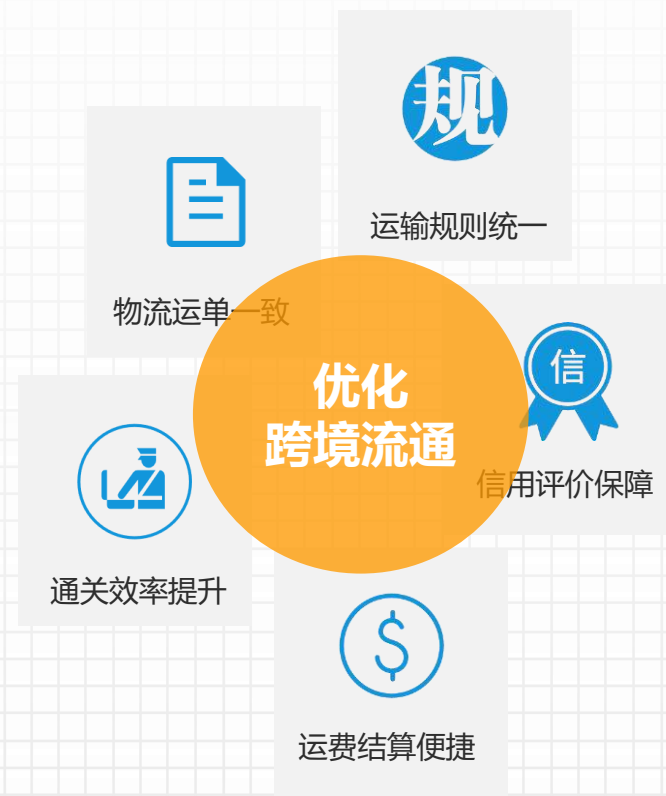 规
运输规则统一
物流运单一致
优化
跨境流通
信
信用评价保障
通关效率提升
$
运费结算便捷